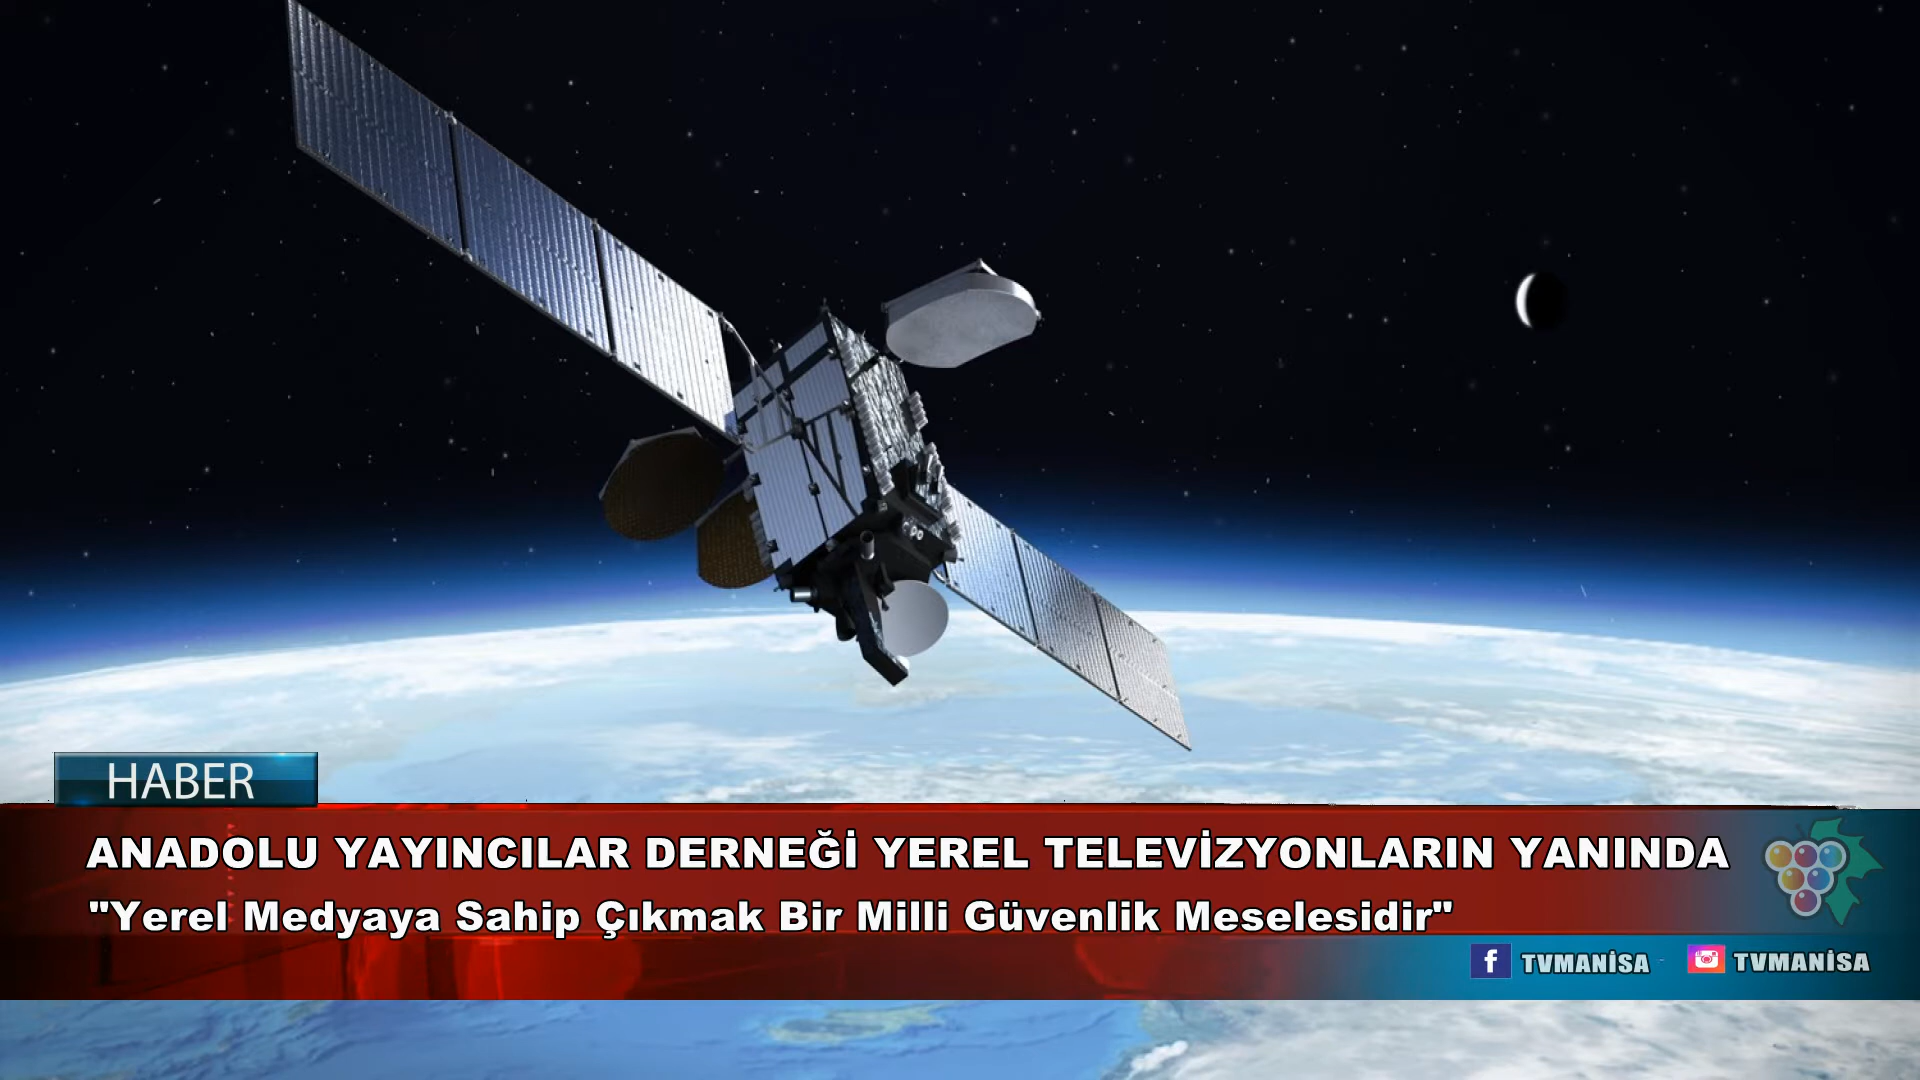 HABER
ANADOLU YAYINCILAR DERNEĞİ YEREL TELEVİZYONLARIN YANINDA
"Yerel Medyaya Sahip Çıkmak Bir Milli Güvenlik Meselesidir"
TVMANİSA
TVMANİSA